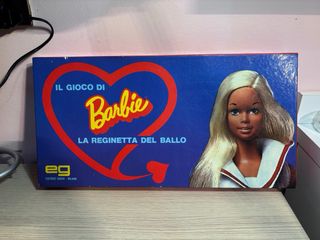 IL GIOCO DI
Barbie
LA REGINETTA DEL BALLO
eg